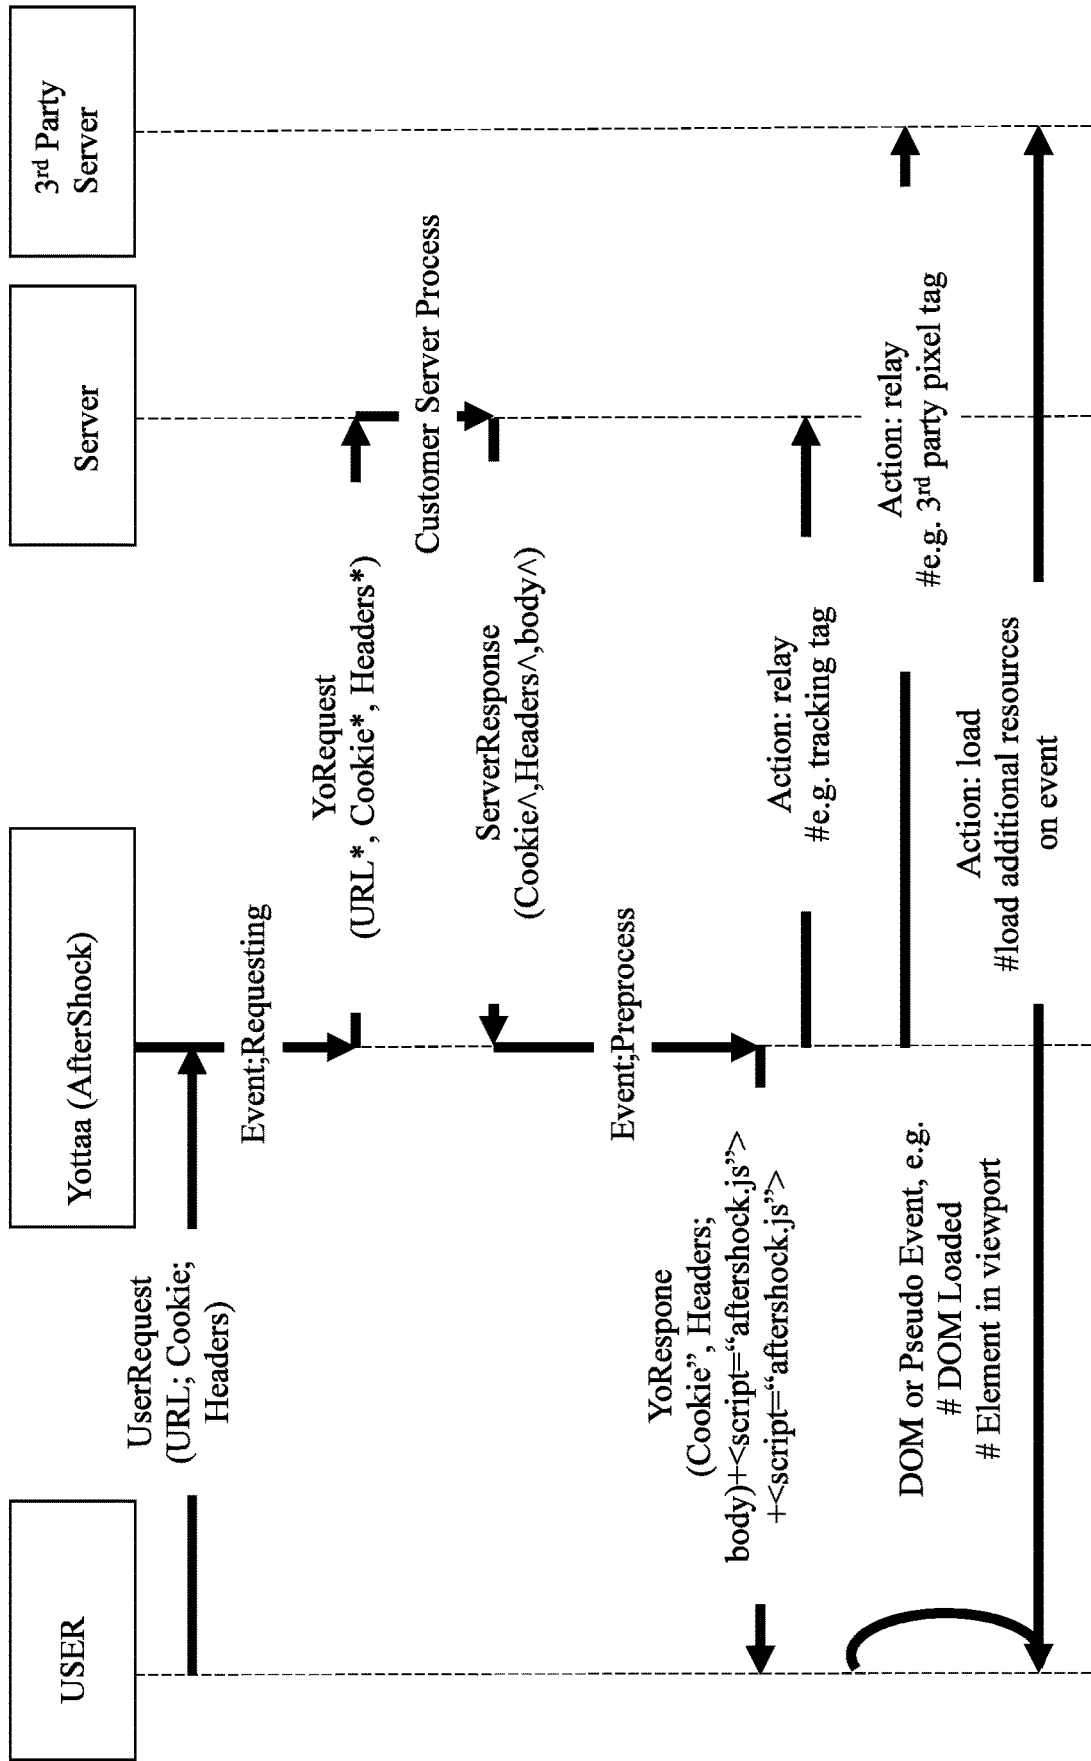 USER
Yottaa (AfterShock)
Server
3rd Party
Server
UserRequest
(URL; Cookie;
Headers)
Event;Requesting
YoRequest
(URL*, Cookie*, Headers*)
Customer Server Process
ServerResponse
(Cookie^,Headers^,body^)
Event;Preprocess
YoRespone
(Cookie”, Headers;
body)+<script=“aftershock.js”>
+<script=“aftershock.js”>
Action: relay
#e.g. tracking tag
Action: relay
#e.g. 3rd party pixel tag
DOM or Pseudo Event, e.g.
# DOM Loaded
# Element in viewport
Action: load
#load additional resources
on event